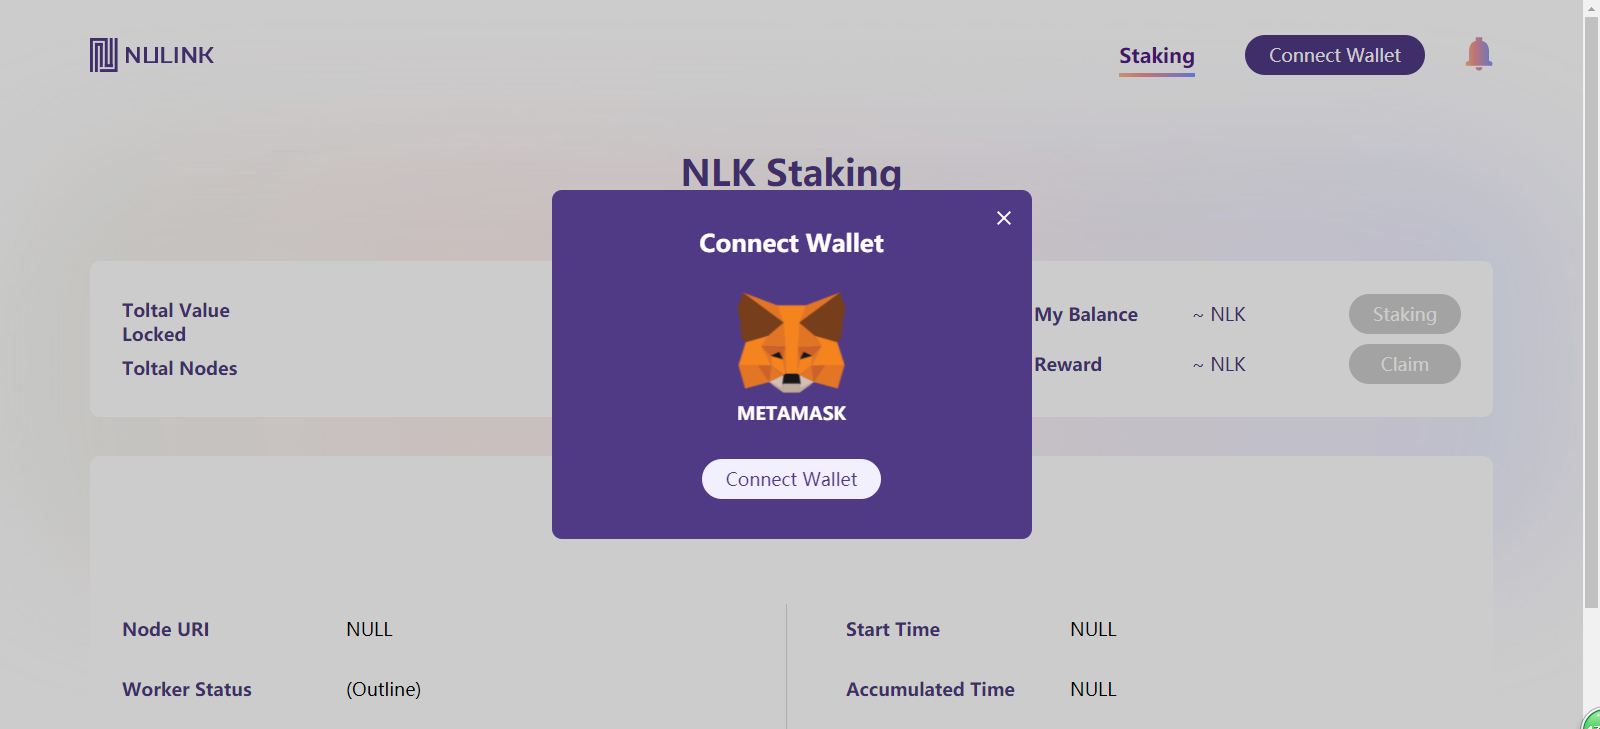 NULINK
Staking
Connect Wallet
NLK Staking
Connect Wallet
METAMASK
Connect Wallet
Toltal Value
Locked
Toltal Nodes
My Balance
~ NLK
Staking
Reward
~ NLK
Claim
Node URI
NULL
Start Time
NULL
Worker Status
(Outline)
Accumulated Time
NULL